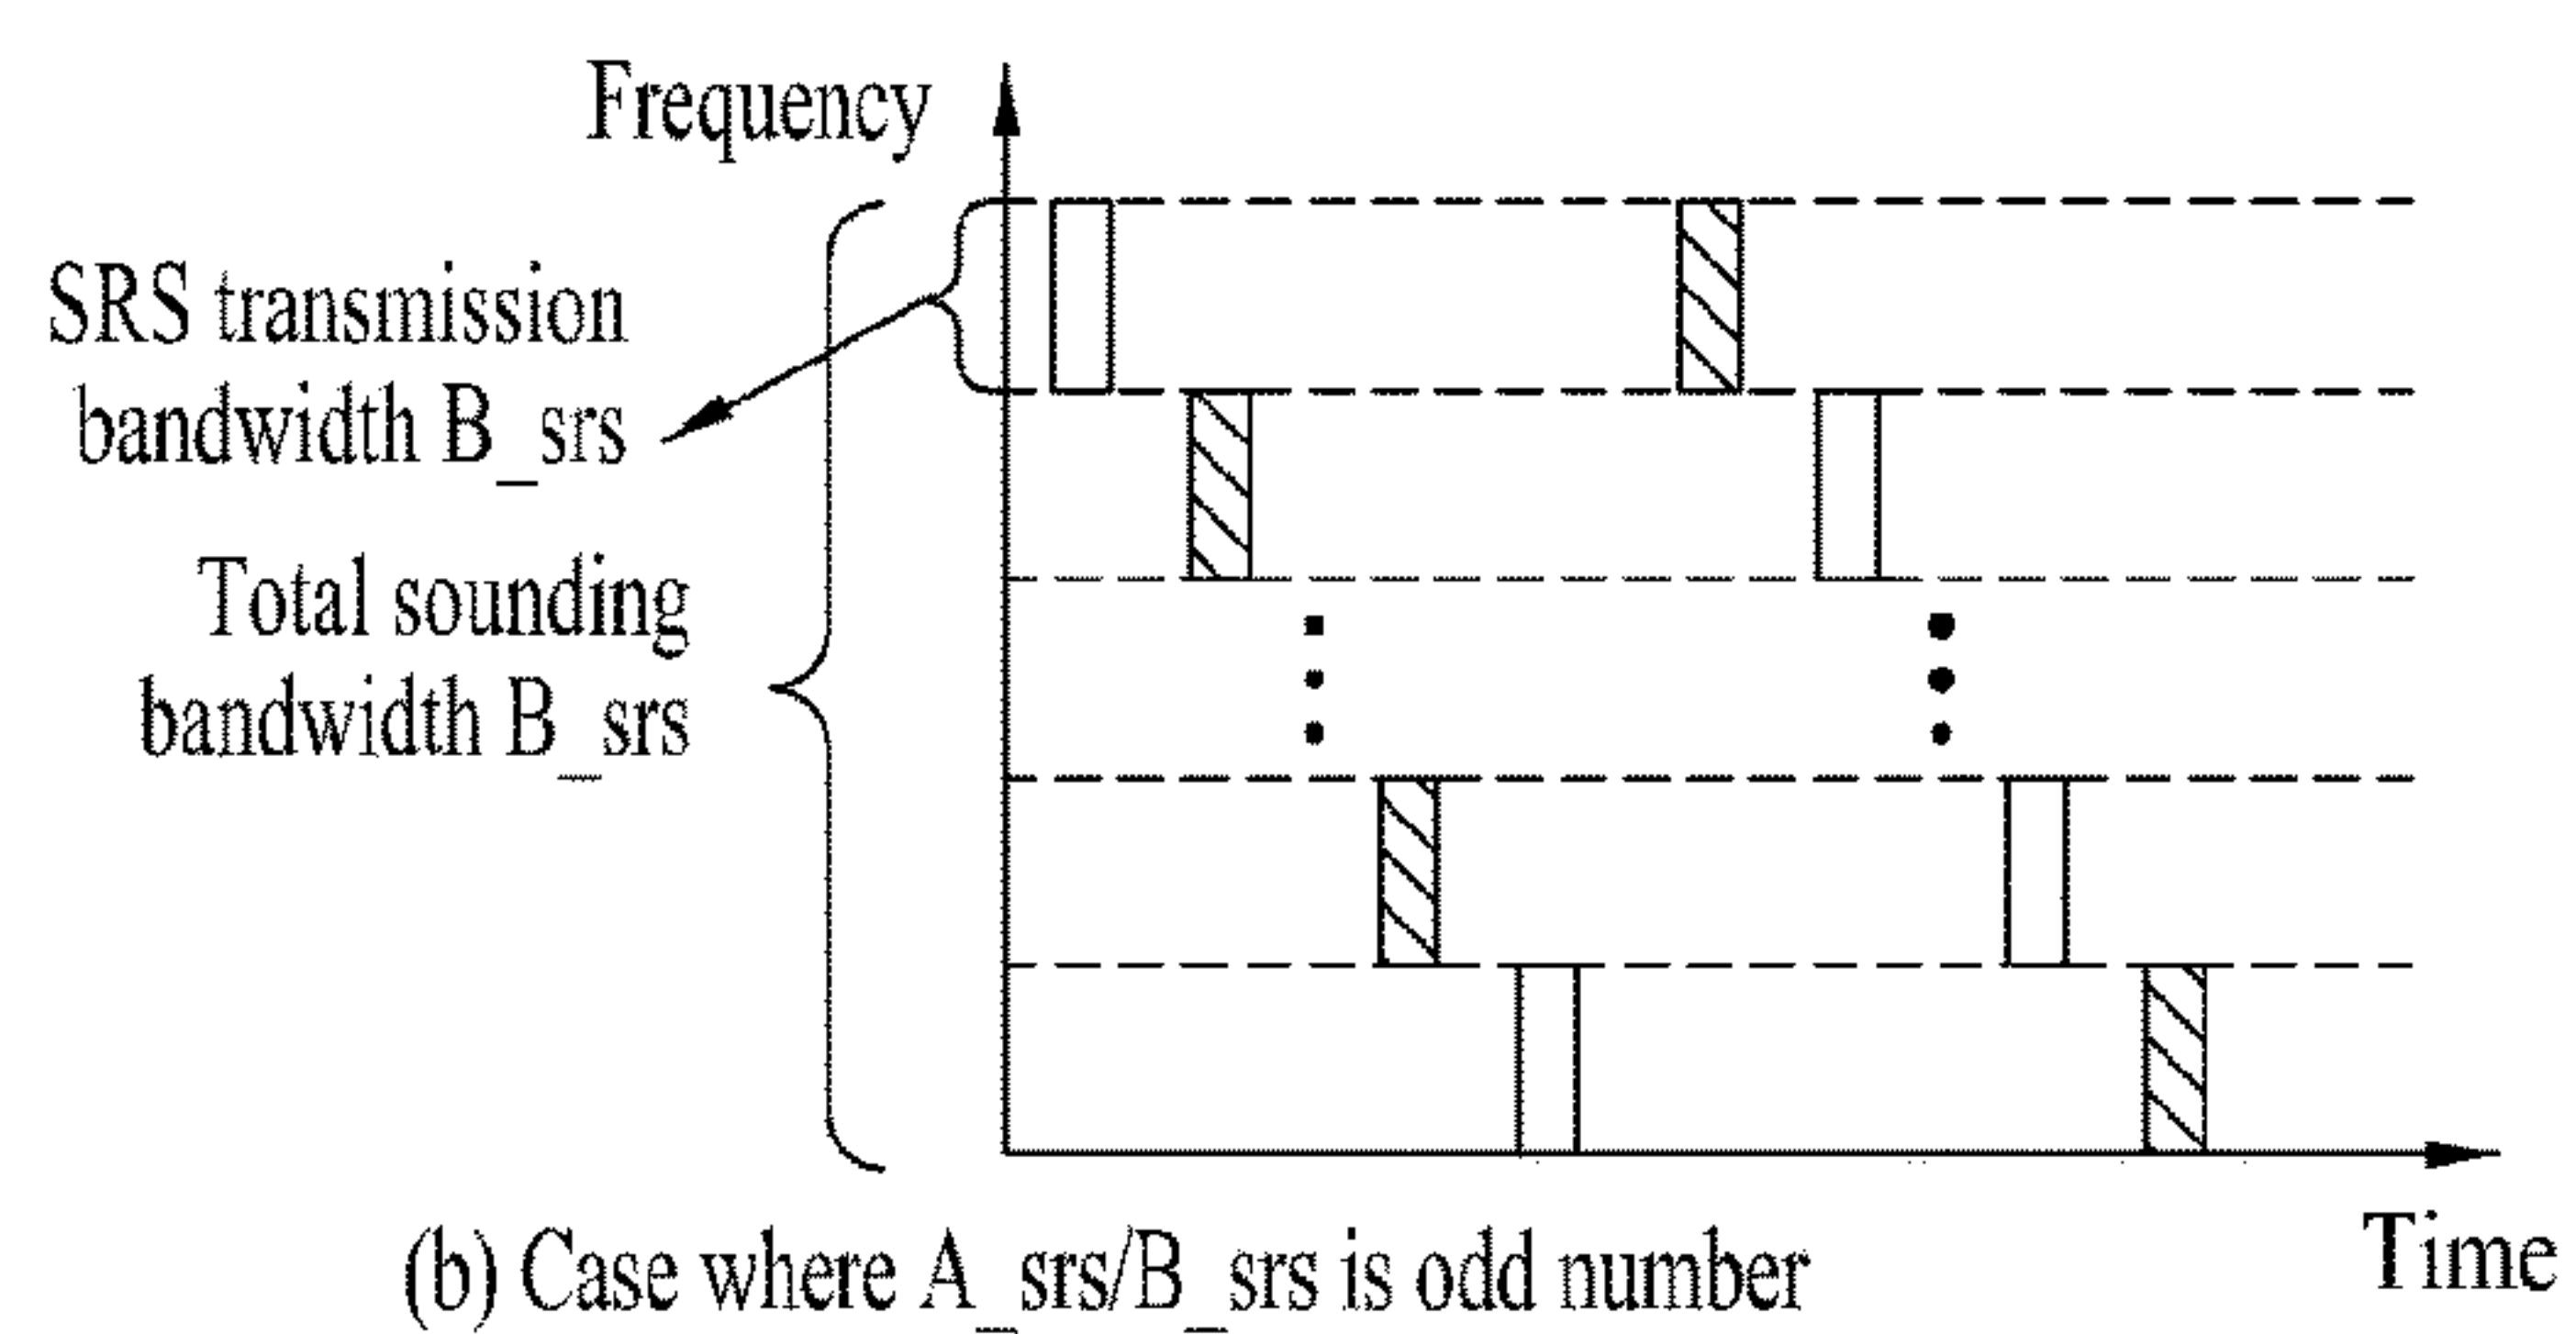 Frequency
SRS transmission
bandwidth B_srs
Total sounding
bandwidth B_srs
Time
(b) Case where A_srs/B_srs is odd number